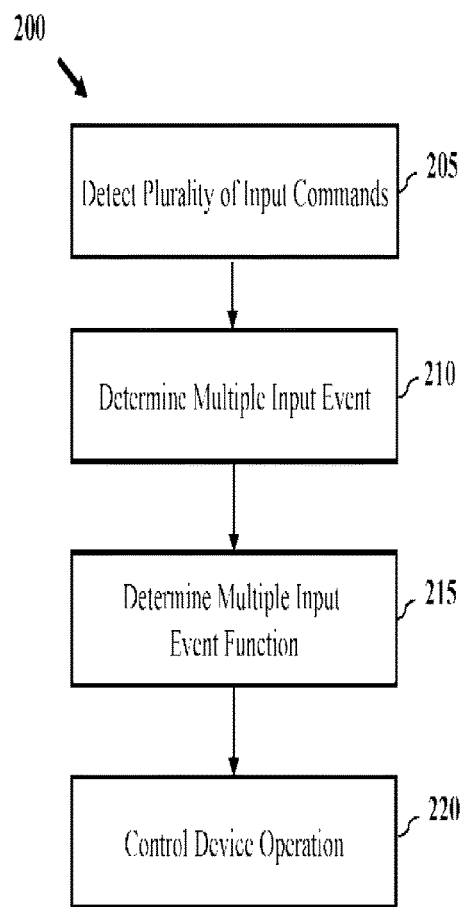 200
Detect Plurality of Input Commands
205
Determine Multiple Input Event
210
Determine Multiple Input
Event Function
215
Control Device Operation
220